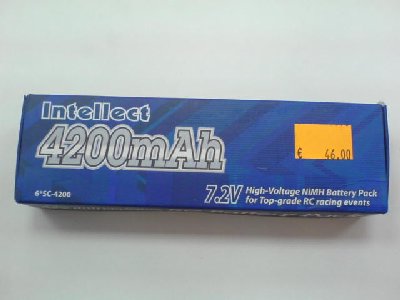 Intellect
4200mAh
€ 46.00
7.2V High-Voltage NiMH Battery Pack
for Top-grade RC racing events
6*SC-4200